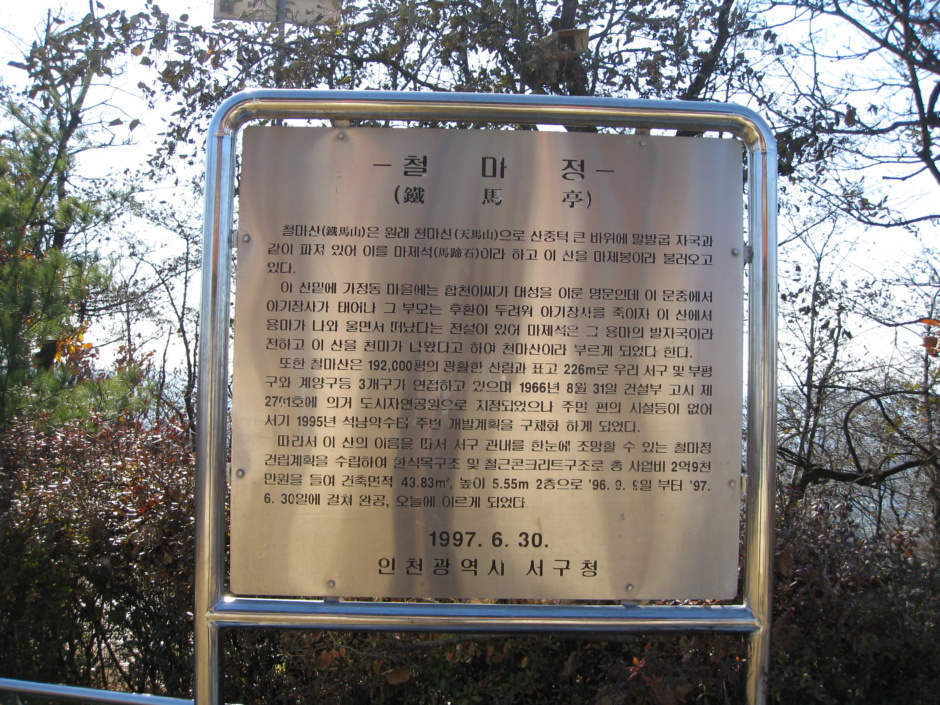 -철 마 정-
(鐵 馬 亭)
철마산(鐵馬山)은 원래 천마산(天馬山)으로 산중턱 큰 바위에 말발굽 자국과
같이 파져 있어 이를 마제석(馬蹄石)이라 하고 이 산을 마제봉이라 불러오고
있다.
이 산밑에 가정동 마을에는 합천이씨가 대성을 이룬 명문인데 이 문중에서
아기장사가 태어나 그 부모는 후환이 두려워 아기장사를 죽이자 이 산에서
용마가 나와 울면서 떠났다는 전설이 있어 마제석은 그 용마의 발자국이라
전하고 이 산을 천마가 나왔다고 하여 천마산이라 부르게 되었다 한다.
또한 철마산은 192,000평의 광활한 산림과 표고 226m로 우리 서구 및 부평
구와 계양구등 3개구가 연접하고 있으며 1966년 8월 31일 건설부 고시 제
에 의거 도시자연공원으로 지정되었으나 주민 편의 시설등이 없어
서기 1995년 석남약수터 주변 개발계획을 구체화 하게 되었다.
따라서 이 산의 이름을 따서 서구 관내를 한눈에 조망할 수 있는 철마정
건립계획을 수립하여 한식목구조 및 철근콘크리트구조로 총 사업비 2억9천
만원을 들여 건축면적 43.83m², 높이 5.55m 2층으로 '96. 9. 9일 부터 '97.
6. 30일에 걸쳐 완공, 오늘에 이르게 되었다.
1997. 6. 30.
인천광역시 서구청